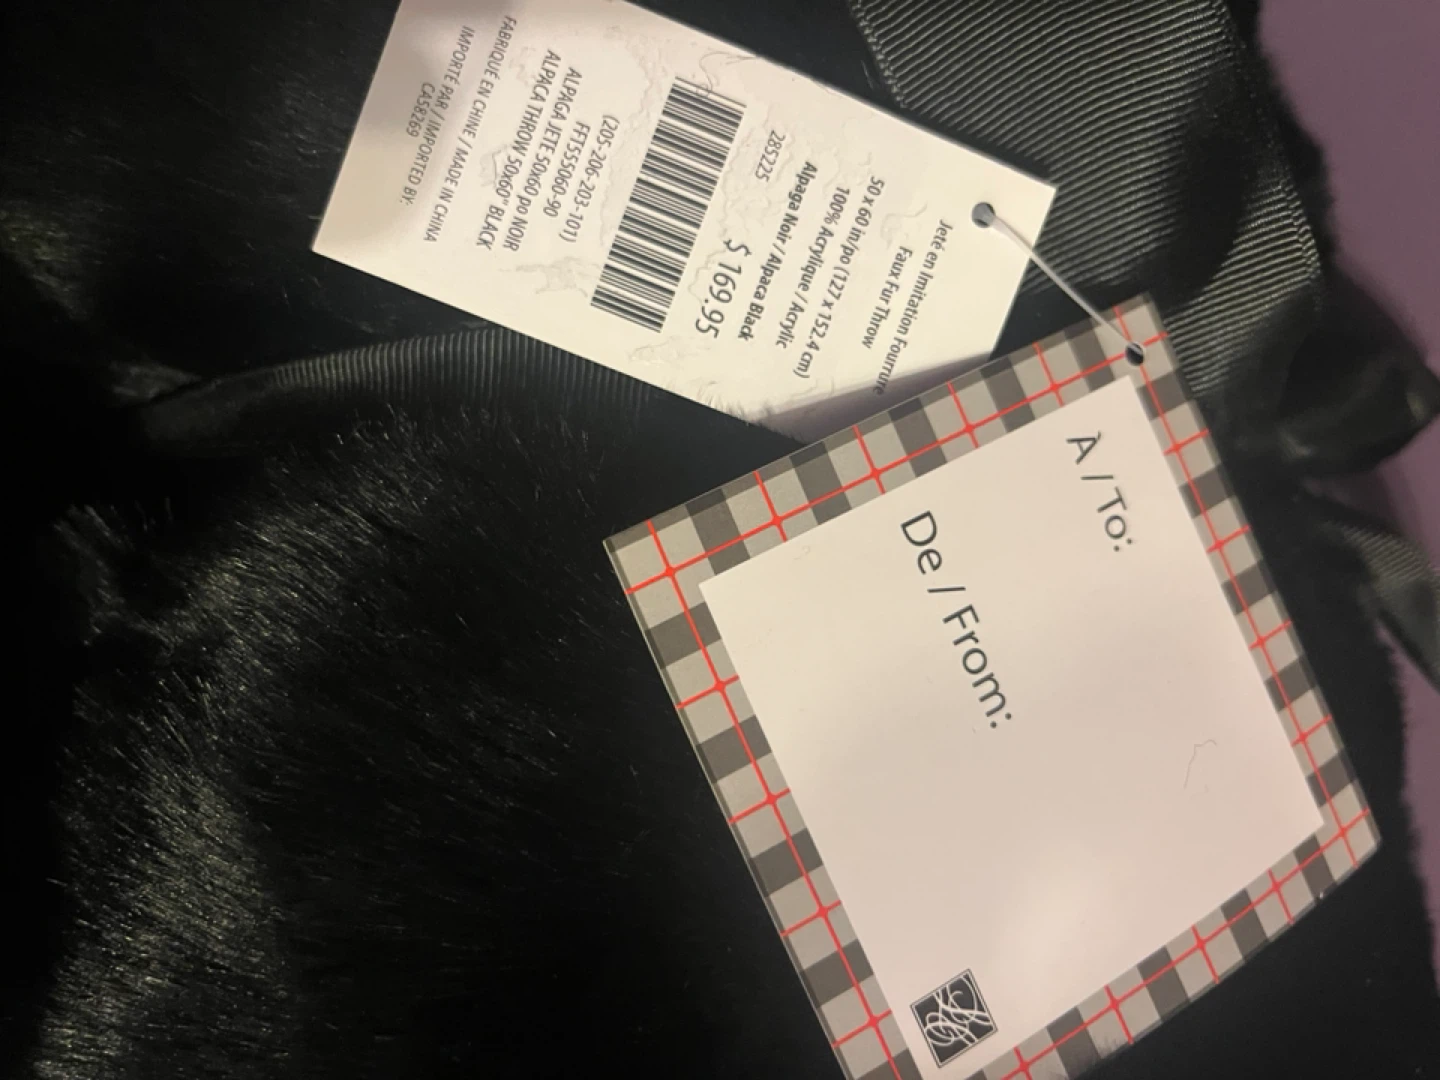 Jeté en Imitation Fourrure
Faux Fur Throw
50 x 60 in/po (127 x 152.4 cm)
100% Acrylique / Acrylic
Alpaga Noir / Alpaca Black
285225
$ 169.95
(205-206-203-101))
FFT55060-90
ALPAGA JETE 50x60 po NOIR
ALPACA THROW 50x60" BLACK
FABRIQUÉ EN CHINE / MADE IN CHINA
IMPORTÉ PAR / IMPORTED BY:
CA58269
À / To:
De / From: